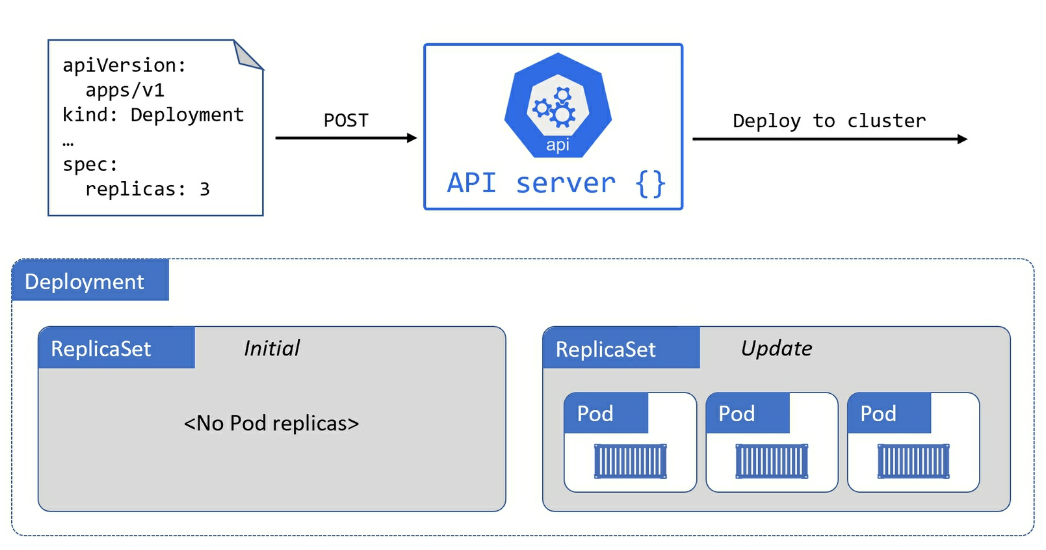 apiVersion:
apps/v1
kind: Deployment
…
spec:
replicas: 3
POST
api
API server {}
Deploy to cluster
Deployment
ReplicaSet Initial
<No Pod replicas>
ReplicaSet Update
Pod Pod Pod